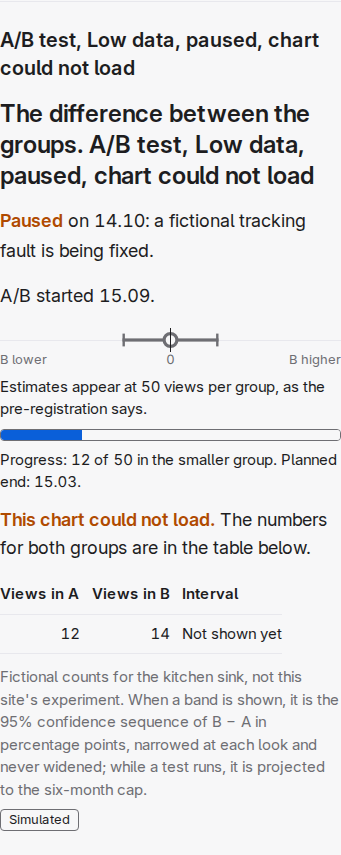 A/B test, Low data, paused, chart
could not load
The difference between the
groups. A/B test, Low data,
paused, chart could not load
Paused on 14.10: a fictional tracking
fault is being fixed.
A/B started 15.09.
B lower 0 B higher
Estimates appear at 50 views per group, as the
pre-registration says.
Progress: 12 of 50 in the smaller group. Planned
end: 15.03.
This chart could not load. The numbers
for both groups are in the table below.
Views in A Views in B Interval
12 14 Not shown yet
Fictional counts for the kitchen sink, not this
site's experiment. When a band is shown, it is the
95% confidence sequence of B − A in
percentage points, narrowed at each look and
never widened; while a test runs, it is projected
to the six-month cap.
Simulated